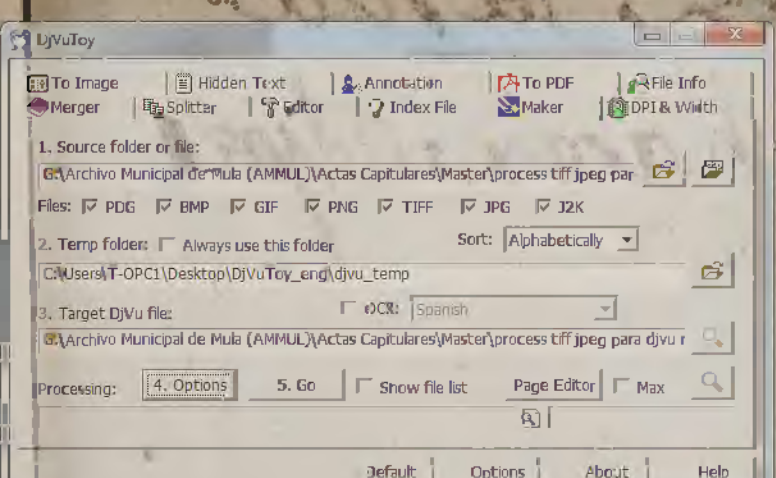 DjVuToy
To Image Hidden Text Annotation To PDF File Info
Merger Splitter Editor Index File Maker DPI & Width
1. Source folder or file:
G:\Archivo Municipal de Mula (AMMUL)\Actas Capitulares\Master\process tiff jpeg par
Files: PDG BMP GIF PNG TIFF JPG J2K
2. Temp folder: Always use this folder Sort: Alphabetically
C:\Users\T-OPC1\Desktop\DjVuToy_eng\djvu_temp
3. Target DjVu file: OCR: Spanish
G:\Archivo Municipal de Mula (AMMUL)\Actas Capitulares\Master\process tiff jpeg para djvu r
Processing: 4. Options 5. Go Show file list Page Editor Max
Default Options About Help